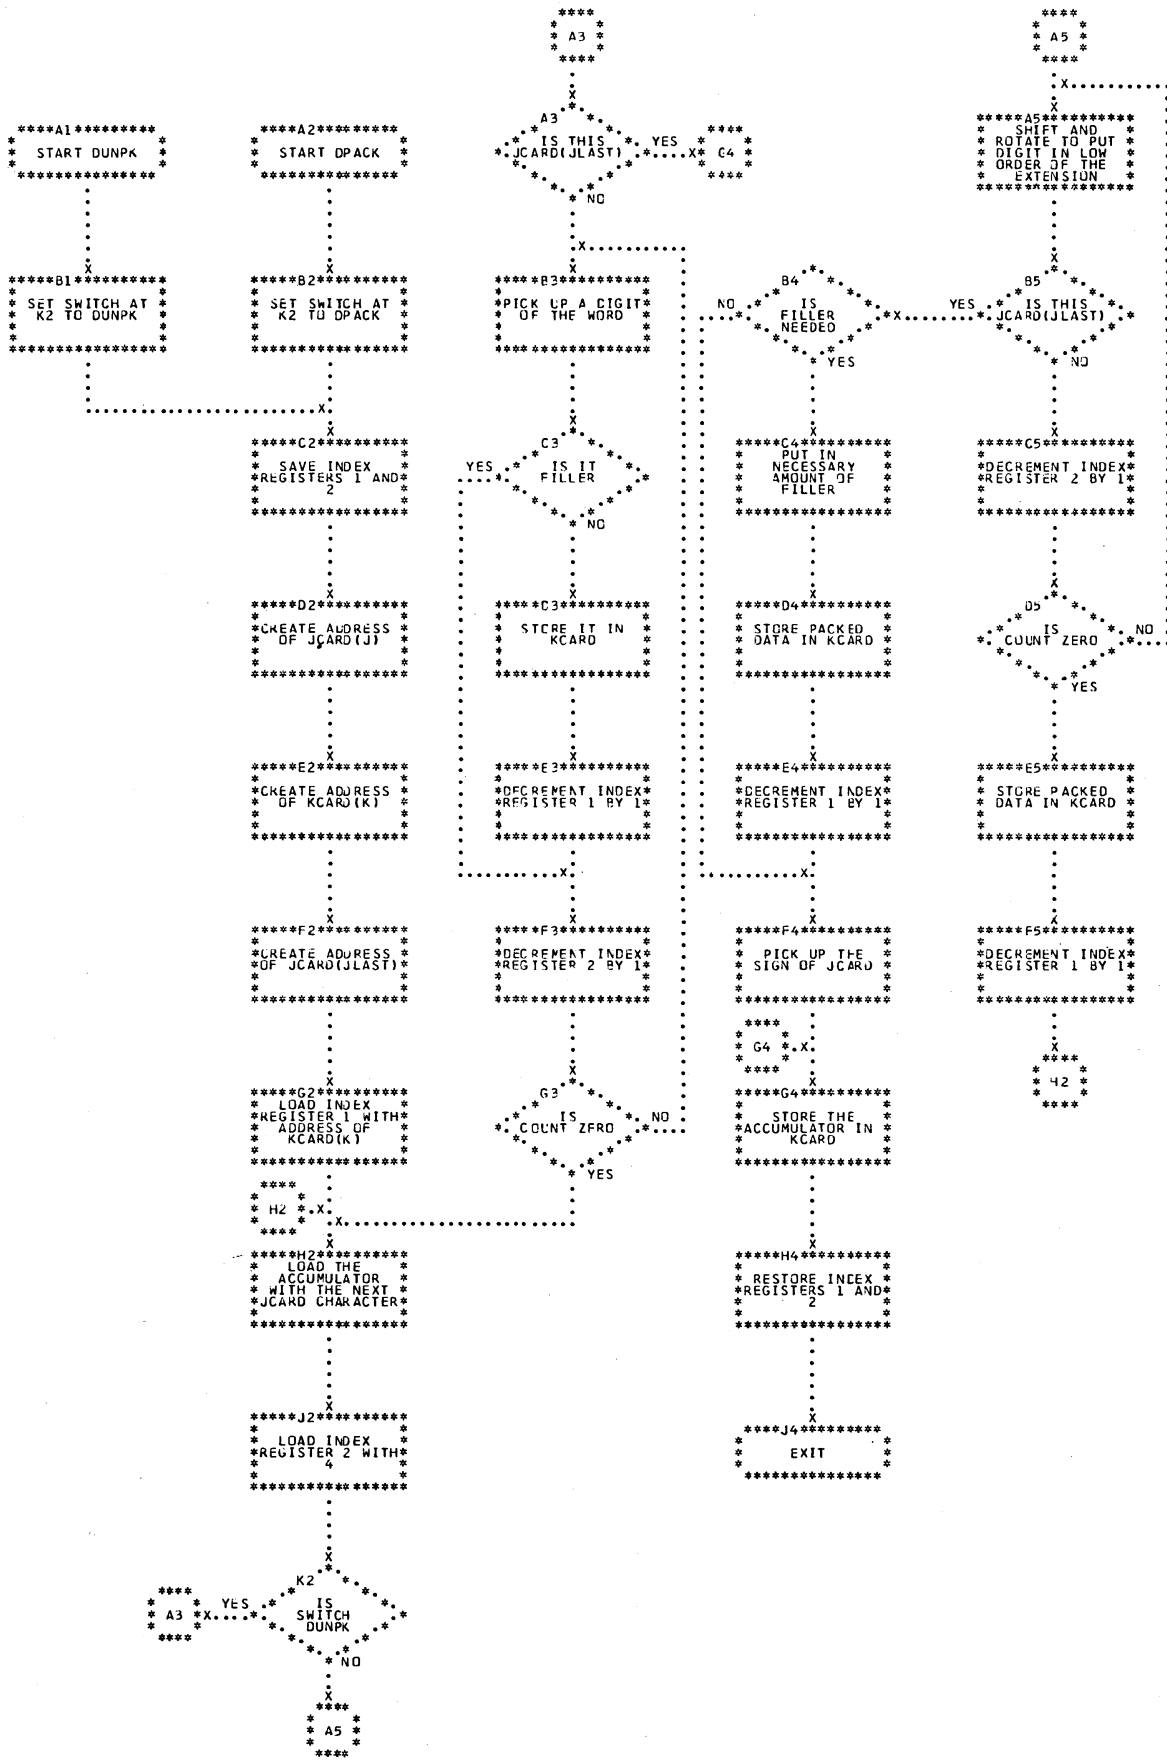 A3
A5
A1
START DUNPK
A2
START DPACK
A3
IS THIS
JCARD(JLAST)
YES
G4
NO
A5
SHIFT AND
ROTATE TO PUT
DIGIT IN LOW
ORDER OF THE
EXTENSION
B1
SET SWITCH AT
K2 TO DUNPK
B2
SET SWITCH AT
K2 TO DPACK
B3
PICK UP A DIGIT
OF THE WORD
B4
IS
FILLER
NEEDED
NO
YES
B5
IS THIS
JCARD(JLAST)
YES
NO
C2
SAVE INDEX
REGISTERS 1 AND
2
C3
IS IT
FILLER
YES
NO
C4
PUT IN
NECESSARY
AMOUNT OF
FILLER
C5
DECREMENT INDEX
REGISTER 2 BY 1
D2
CREATE ADDRESS
OF JCARD(J)
D3
STORE IT IN
KCARD
D4
STORE PACKED
DATA IN KCARD
D5
IS
COUNT ZERO
NO
YES
E2
CREATE ADDRESS
OF KCARD(K)
E3
DECREMENT INDEX
REGISTER 1 BY 1
E4
DECREMENT INDEX
REGISTER 1 BY 1
E5
STORE PACKED
DATA IN KCARD
F2
CREATE ADDRESS
OF JCARD(JLAST)
F3
DECREMENT INDEX
REGISTER 2 BY 1
F4
PICK UP THE
SIGN OF JCARD
F5
DECREMENT INDEX
REGISTER 1 BY 1
G4
H2
G2
LOAD INDEX
REGISTER 1 WITH
ADDRESS OF
KCARD(K)
G3
IS
COUNT ZERO
NO
YES
G4
STORE THE
ACCUMULATOR IN
KCARD
H2
H2
LOAD THE
ACCUMULATOR
WITH THE NEXT
JCARD CHARACTER
H4
RESTORE INDEX
REGISTERS 1 AND
2
J2
LOAD INDEX
REGISTER 2 WITH
4
J4
EXIT
K2
IS
SWITCH
DUNPK
YES
A3
NO
A5